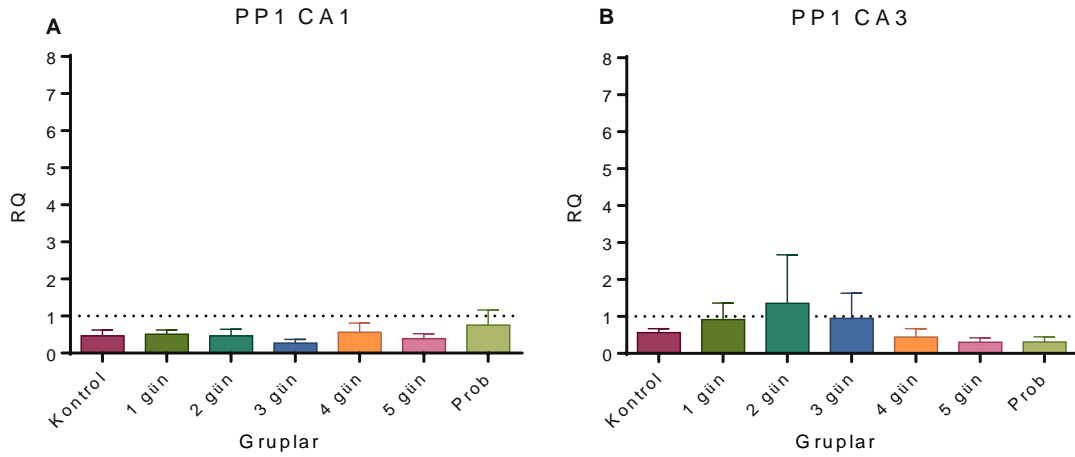 A
PP1 CA1
8
7
6
5
4
3
2
1
0
RQ
Kontrol
1 gün
2 gün
3 gün
4 gün
5 gün
Prob
Gruplar
B
PP1 CA3
8
7
6
5
4
3
2
1
0
RQ
Kontrol
1 gün
2 gün
3 gün
4 gün
5 gün
Prob
Gruplar